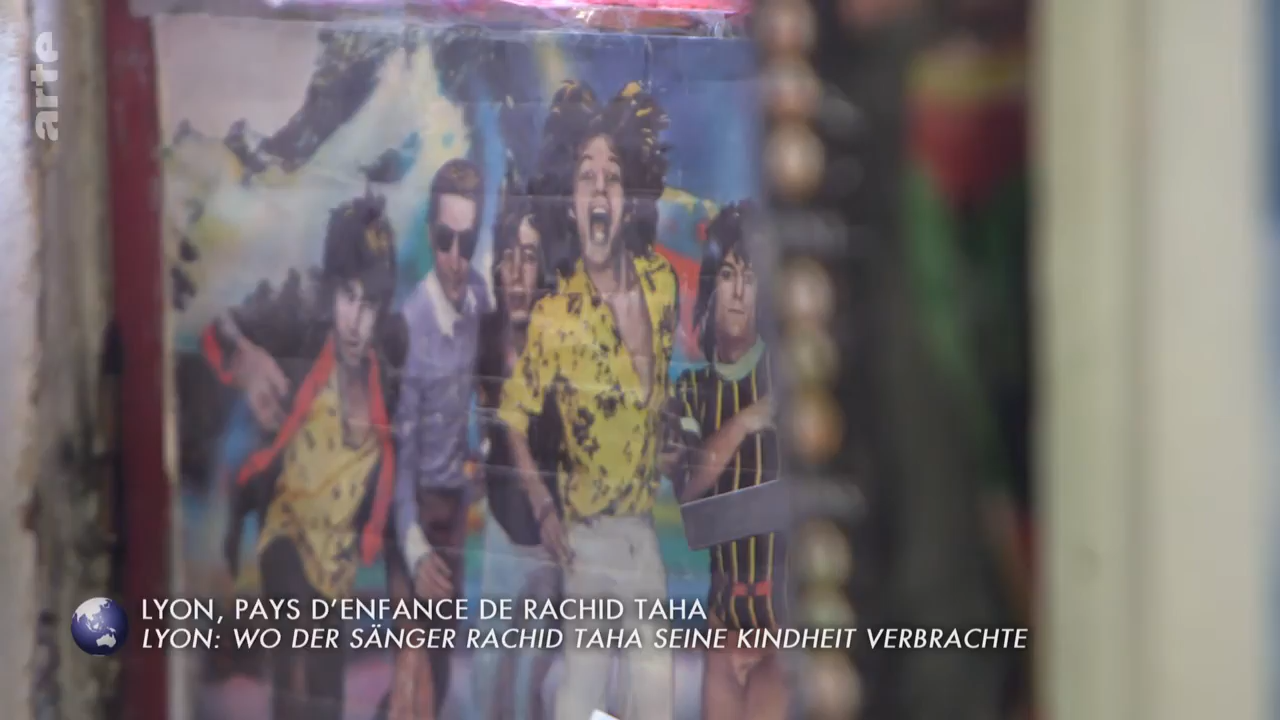 arte
LYON, PAYS D'ENFANCE DE RACHID TAHA
LYON: WO DER SÄNGER RACHID TAHA SEINE KINDHEIT VERBRACHTE